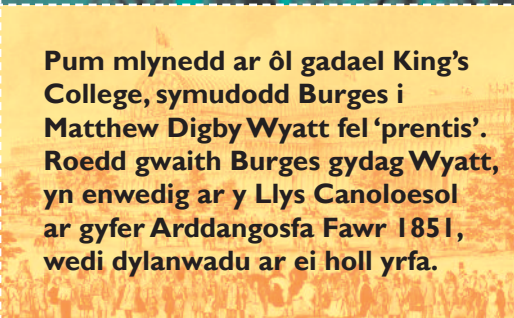 Pum mlynedd ar ôl gadael King’s
College, symudodd Burges i
Matthew Digby Wyatt fel ‘prentis’.
Roedd gwaith Burges gydag Wyatt,
yn enwedig ar y Llys Canoloesol
ar gyfer Arddangosfa Fawr 1851,
wedi dylanwadu ar ei holl yrfa.